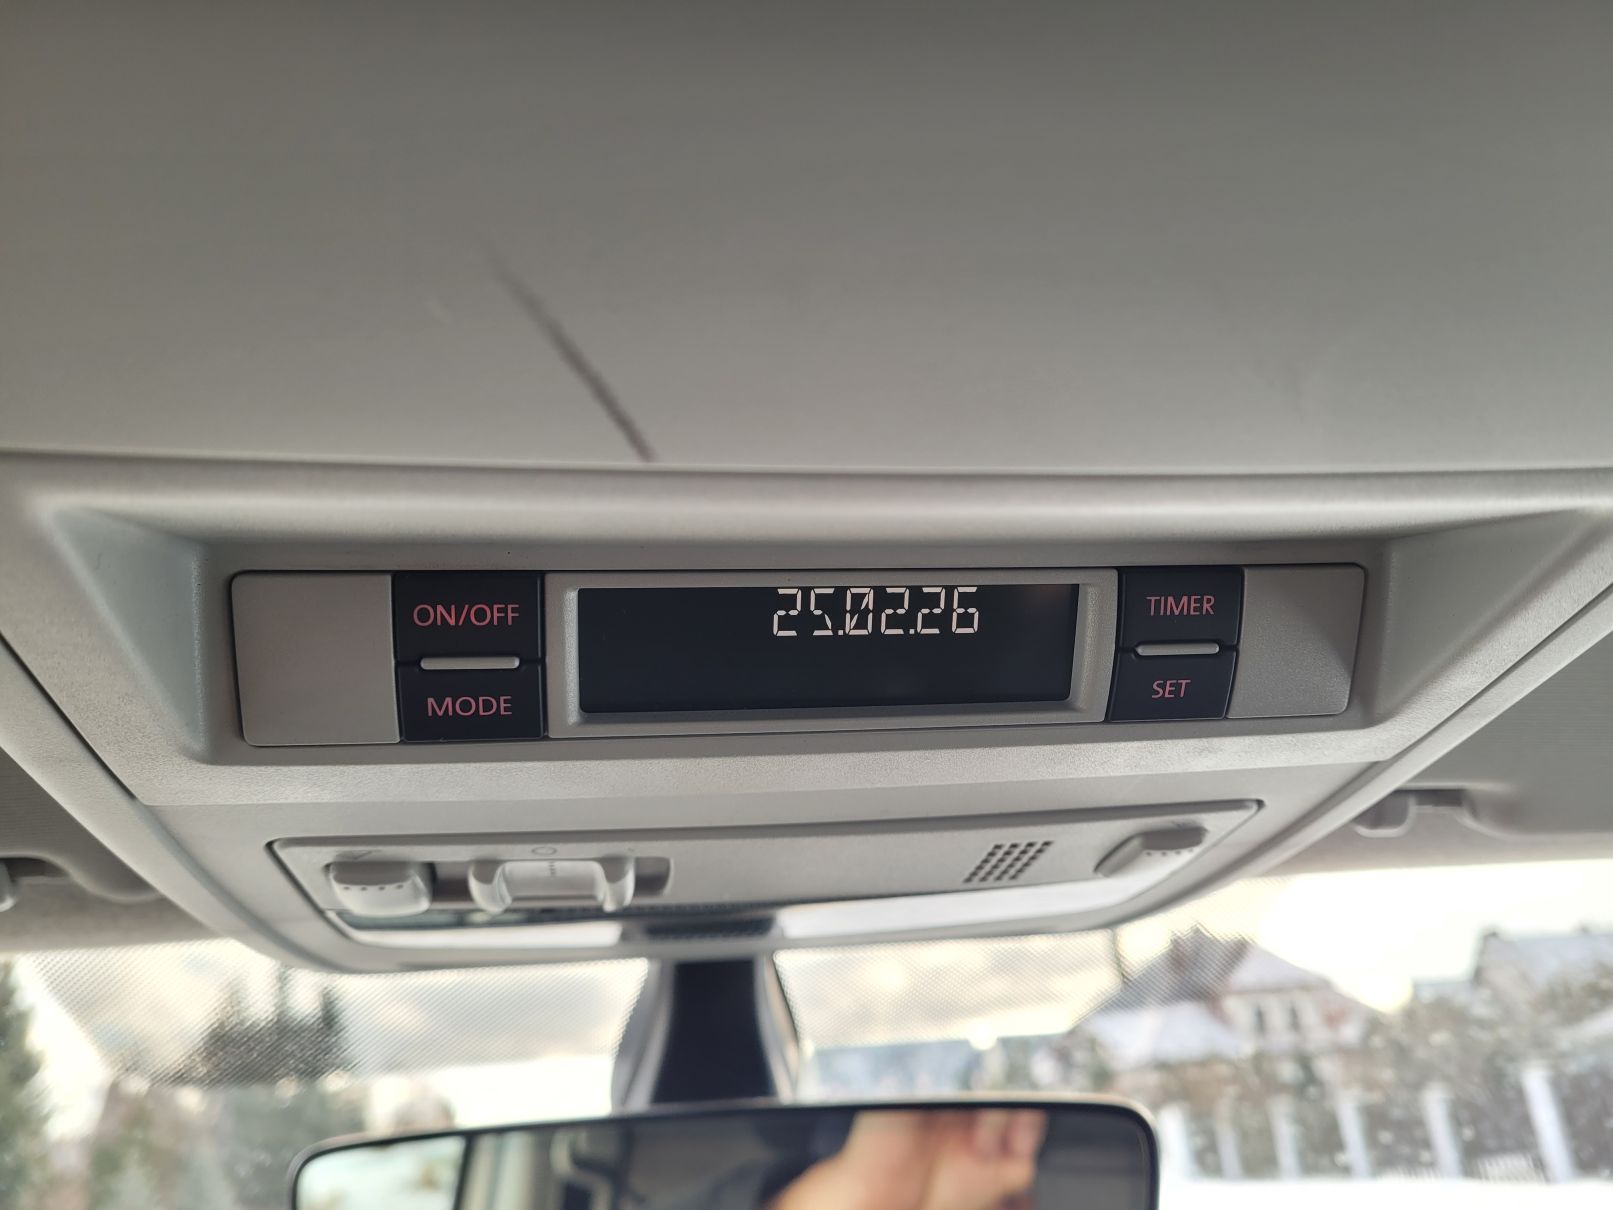 ON/OFF
MODE
25.02.26
TIMER
SET